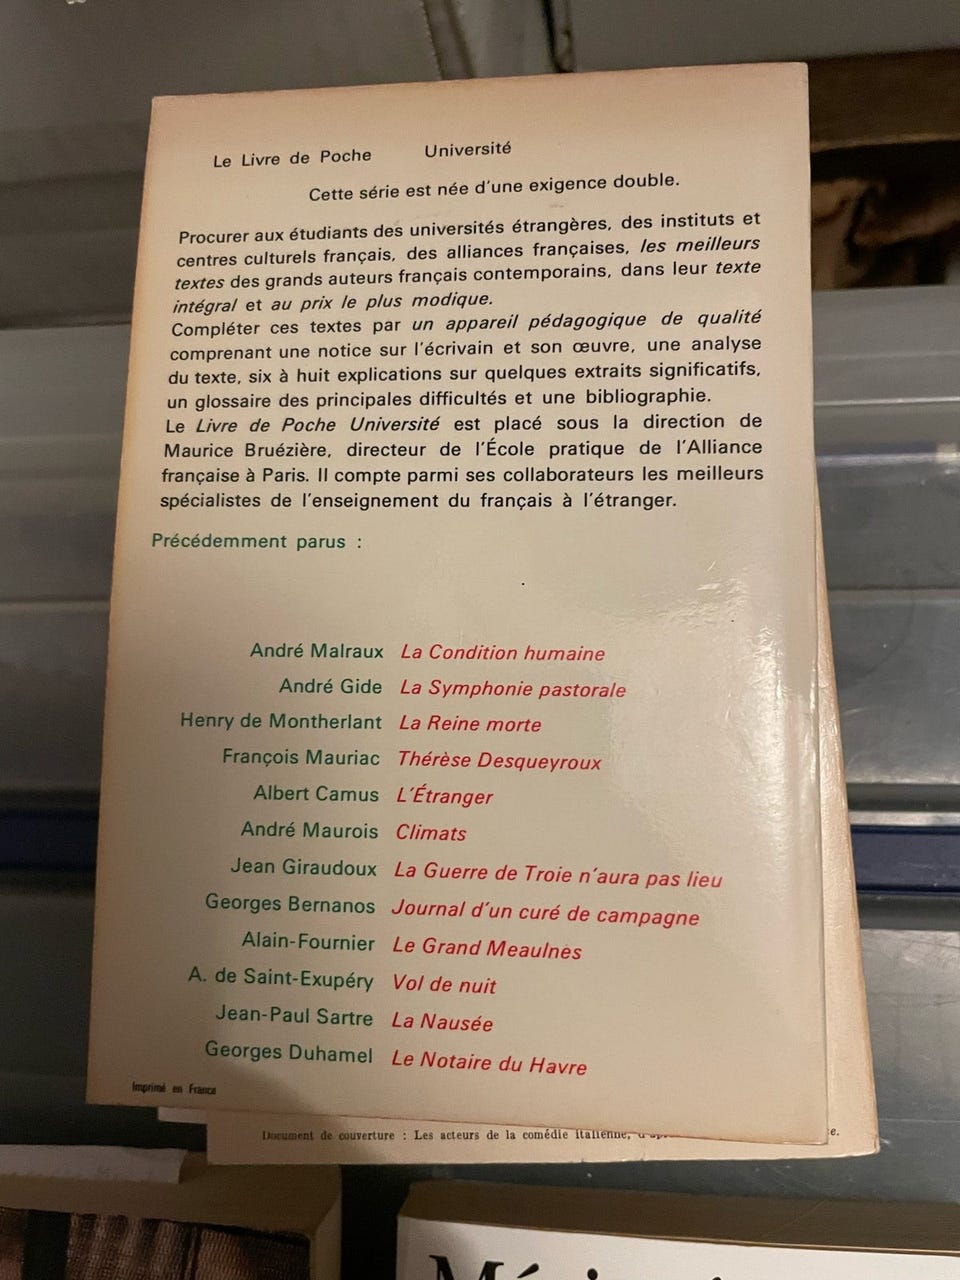 Le Livre de Poche Université
Cette série est née d'une exigence double.
Procurer aux étudiants des universités étrangères, des instituts et
centres culturels français, des alliances françaises, les meilleurs
textes des grands auteurs français contemporains, dans leur texte
intégral et au prix le plus modique.
Compléter ces textes par un appareil pédagogique de qualité
comprenant une notice sur l'écrivain et son œuvre, une analyse
du texte, six à huit explications sur quelques extraits significatifs,
un glossaire des principales difficultés et une bibliographie.
Le Livre de Poche Université est placé sous la direction de
Maurice Bruézière, directeur de l'École pratique de l'Alliance
française à Paris. Il compte parmi ses collaborateurs les meilleurs
spécialistes de l'enseignement du français à l'étranger.
Précédemment parus :
André Malraux La Condition humaine
André Gide La Symphonie pastorale
Henry de Montherlant La Reine morte
François Mauriac Thérèse Desqueyroux
Albert Camus L'Étranger
André Maurois Climats
Jean Giraudoux La Guerre de Troie n'aura pas lieu
Georges Bernanos Journal d'un curé de campagne
Alain-Fournier Le Grand Meaulnes
A. de Saint-Exupéry Vol de nuit
Jean-Paul Sartre La Nausée
Georges Duhamel Le Notaire du Havre
Imprimé en France
Document de couverture : Les acteurs de la comédie italienne,